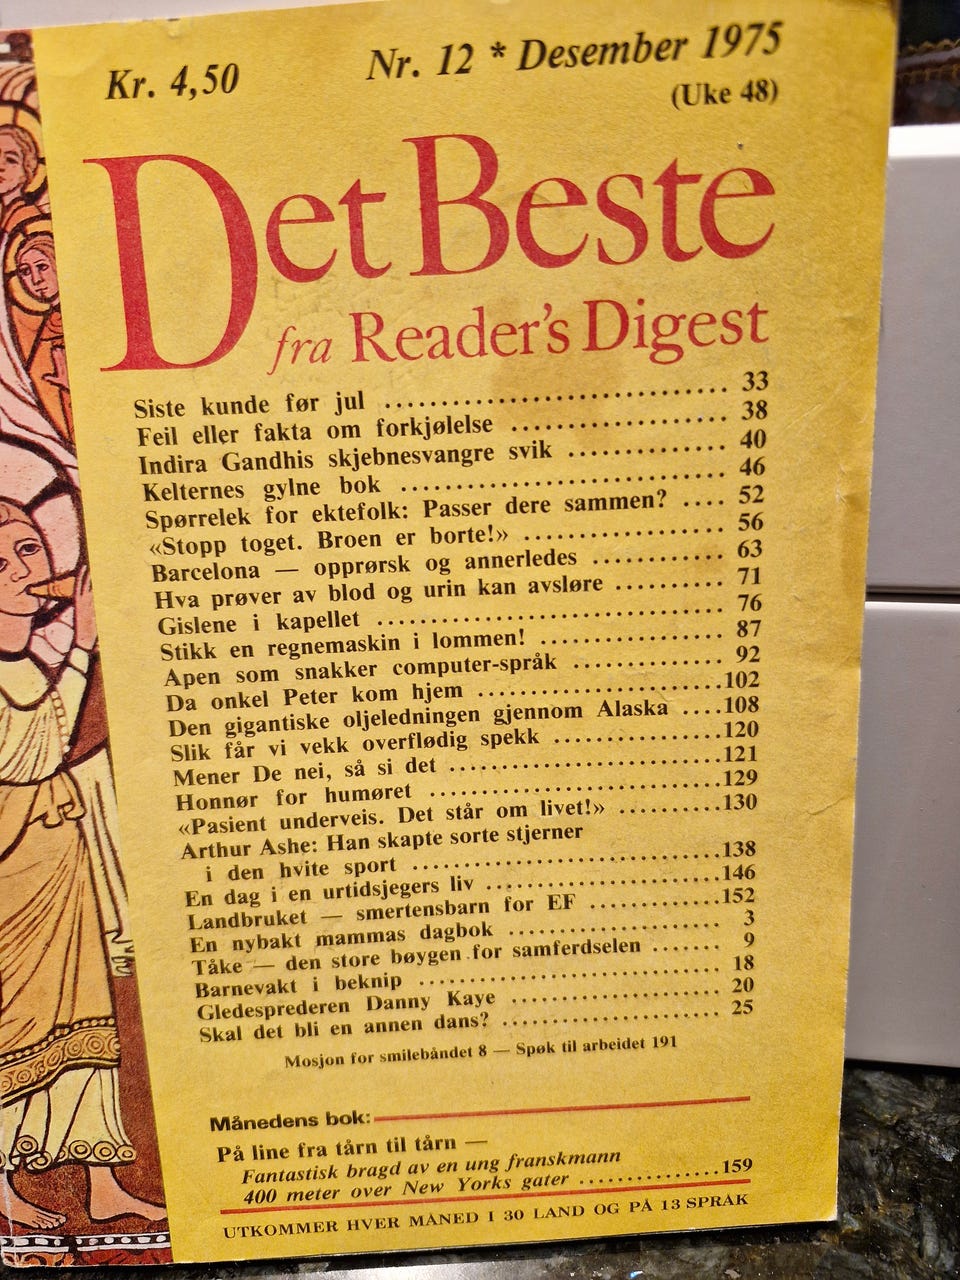 Kr. 4,50
Nr. 12 * Desember 1975
(Uke 48)
Det Beste
fra Reader's Digest
Siste kunde før jul .............................. 33
Feil eller fakta om forkjølelse ................... 38
Indira Gandhis skjebnesvangre svik .............. 40
Kelternes gylne bok ............................. 46
Spørrelek for ektefolk: Passer dere sammen? .... 52
«Stopp toget. Broen er borte!» .................. 56
Barcelona — opprørsk og annerledes ............ 63
Hva prøver av blod og urin kan avsløre .......... 71
Gislene i kapellet ............................... 76
Stikk en regnemaskin i lommen! ................ 87
Apen som snakker computer-språk ............. 92
Da onkel Peter kom hjem ......................102
Den gigantiske oljeledningen gjennom Alaska ....108
Slik får vi vekk overflødig spekk ...............120
Mener De nei, så si det ........................121
Honnør for humøret ...........................129
«Pasient underveis. Det står om livet!» .........130
Arthur Ashe: Han skapte sorte stjerner
i den hvite sport .............................138
En dag i en urtidsjegers liv .....................146
Landbruket — smertensbarn for EF ............152
En nybakt mammas dagbok ..................... 3
Tåke — den store bøygen for samferdselen ....... 9
Barnevakt i beknip ............................. 18
Gledesprederen Danny Kaye .................... 20
Skal det bli en annen dans? ..................... 25
Mosjon for smilebåndet 8 — Spøk til arbeidet 191
Månedens bok:
På line fra tårn til tårn —
Fantastisk bragd av en ung franskmann
400 meter over New Yorks gater ...............159
UTKOMMER HVER MÅNED I 30 LAND OG PÅ 13 SPRÅK